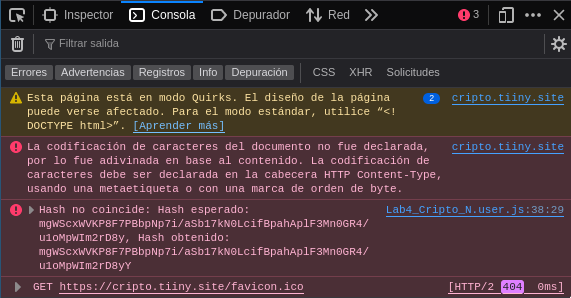 Inspector Consola Depurador Red 3
Filtrar salida
Errores Advertencias Registros Info Depuración CSS XHR Solicitudes
Esta página está en modo Quirks. El diseño de la página 2 cripto.tiiny.site
puede verse afectado. Para el modo estándar, utilice “<!
DOCTYPE html>”. [Aprender más]
La codificación de caracteres del documento no fue declarada, cripto.tiiny.site
por lo fue adivinada en base al contenido. La codificación de
caracteres debe ser declarada en la cabecera HTTP Content-Type,
usando una metaetiqueta o con una marca de orden de byte.
Hash no coincide: Hash esperado: Lab4_Cripto_N.user.js:38:29
mgWScxWVKP8F7PBbpNp7i/aSb17kN0LcifBpahAplF3Mn0GR4/
u1oMpWIm2rD8y, Hash obtenido:
mgWScxWVKP8F7PBbpNp7i/aSb17kN0LcifBpahAplF3Mn0GR4/
u1oMpWIm2rD8yY
GET https://cripto.tiiny.site/favicon.ico [HTTP/2 404 0ms]